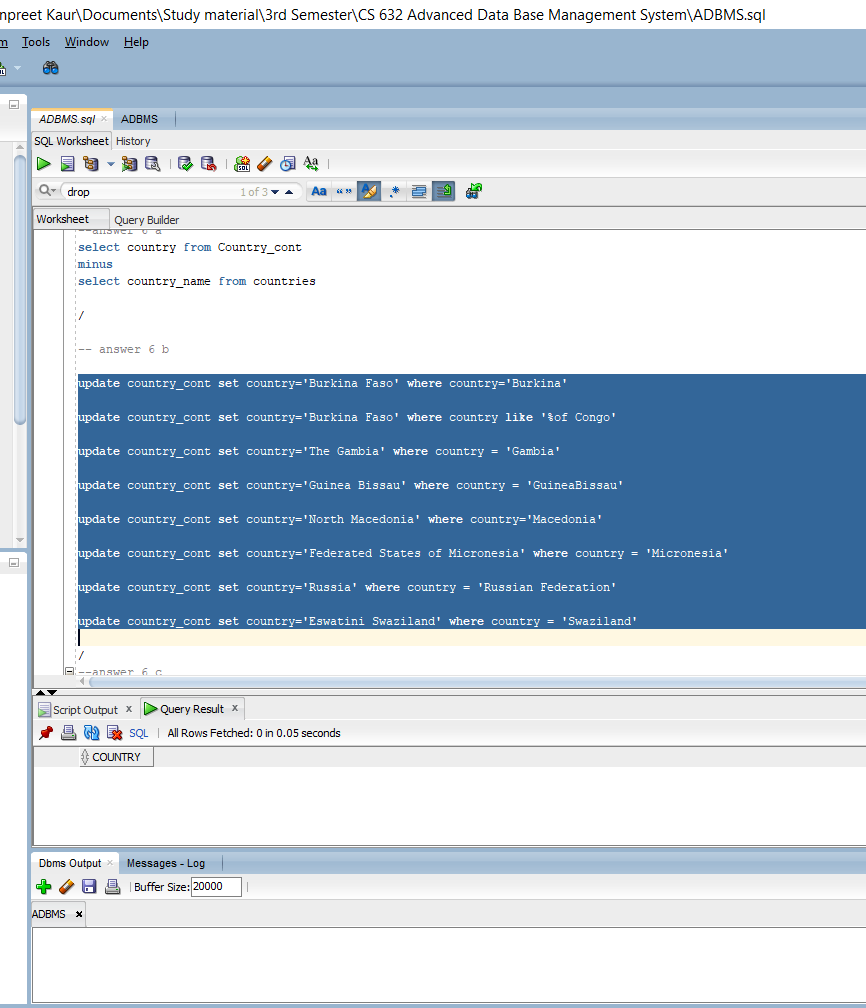 npreet Kaur\Documents\Study material\3rd Semester\CS 632 Advanced Data Base Management System\ADBMS.sql
m Tools Window Help
ADBMS.sql ADBMS
SQL Worksheet History
drop 1 of 3 Aa “ ” .*
Worksheet Query Builder
--answer 6 a
select country from Country_cont
minus
select country_name from countries
/
-- answer 6 b
update country_cont set country='Burkina Faso' where country='Burkina'
update country_cont set country='Burkina Faso' where country like '%of Congo'
update country_cont set country='The Gambia' where country = 'Gambia'
update country_cont set country='Guinea Bissau' where country = 'GuineaBissau'
update country_cont set country='North Macedonia' where country='Macedonia'
update country_cont set country='Federated States of Micronesia' where country = 'Micronesia'
update country_cont set country='Russia' where country = 'Russian Federation'
update country_cont set country='Eswatini Swaziland' where country = 'Swaziland'
/
--answer 6 c
Script Output x Query Result x
SQL | All Rows Fetched: 0 in 0.05 seconds
COUNTRY
Dbms Output Messages - Log
Buffer Size: 20000
ADBMS x